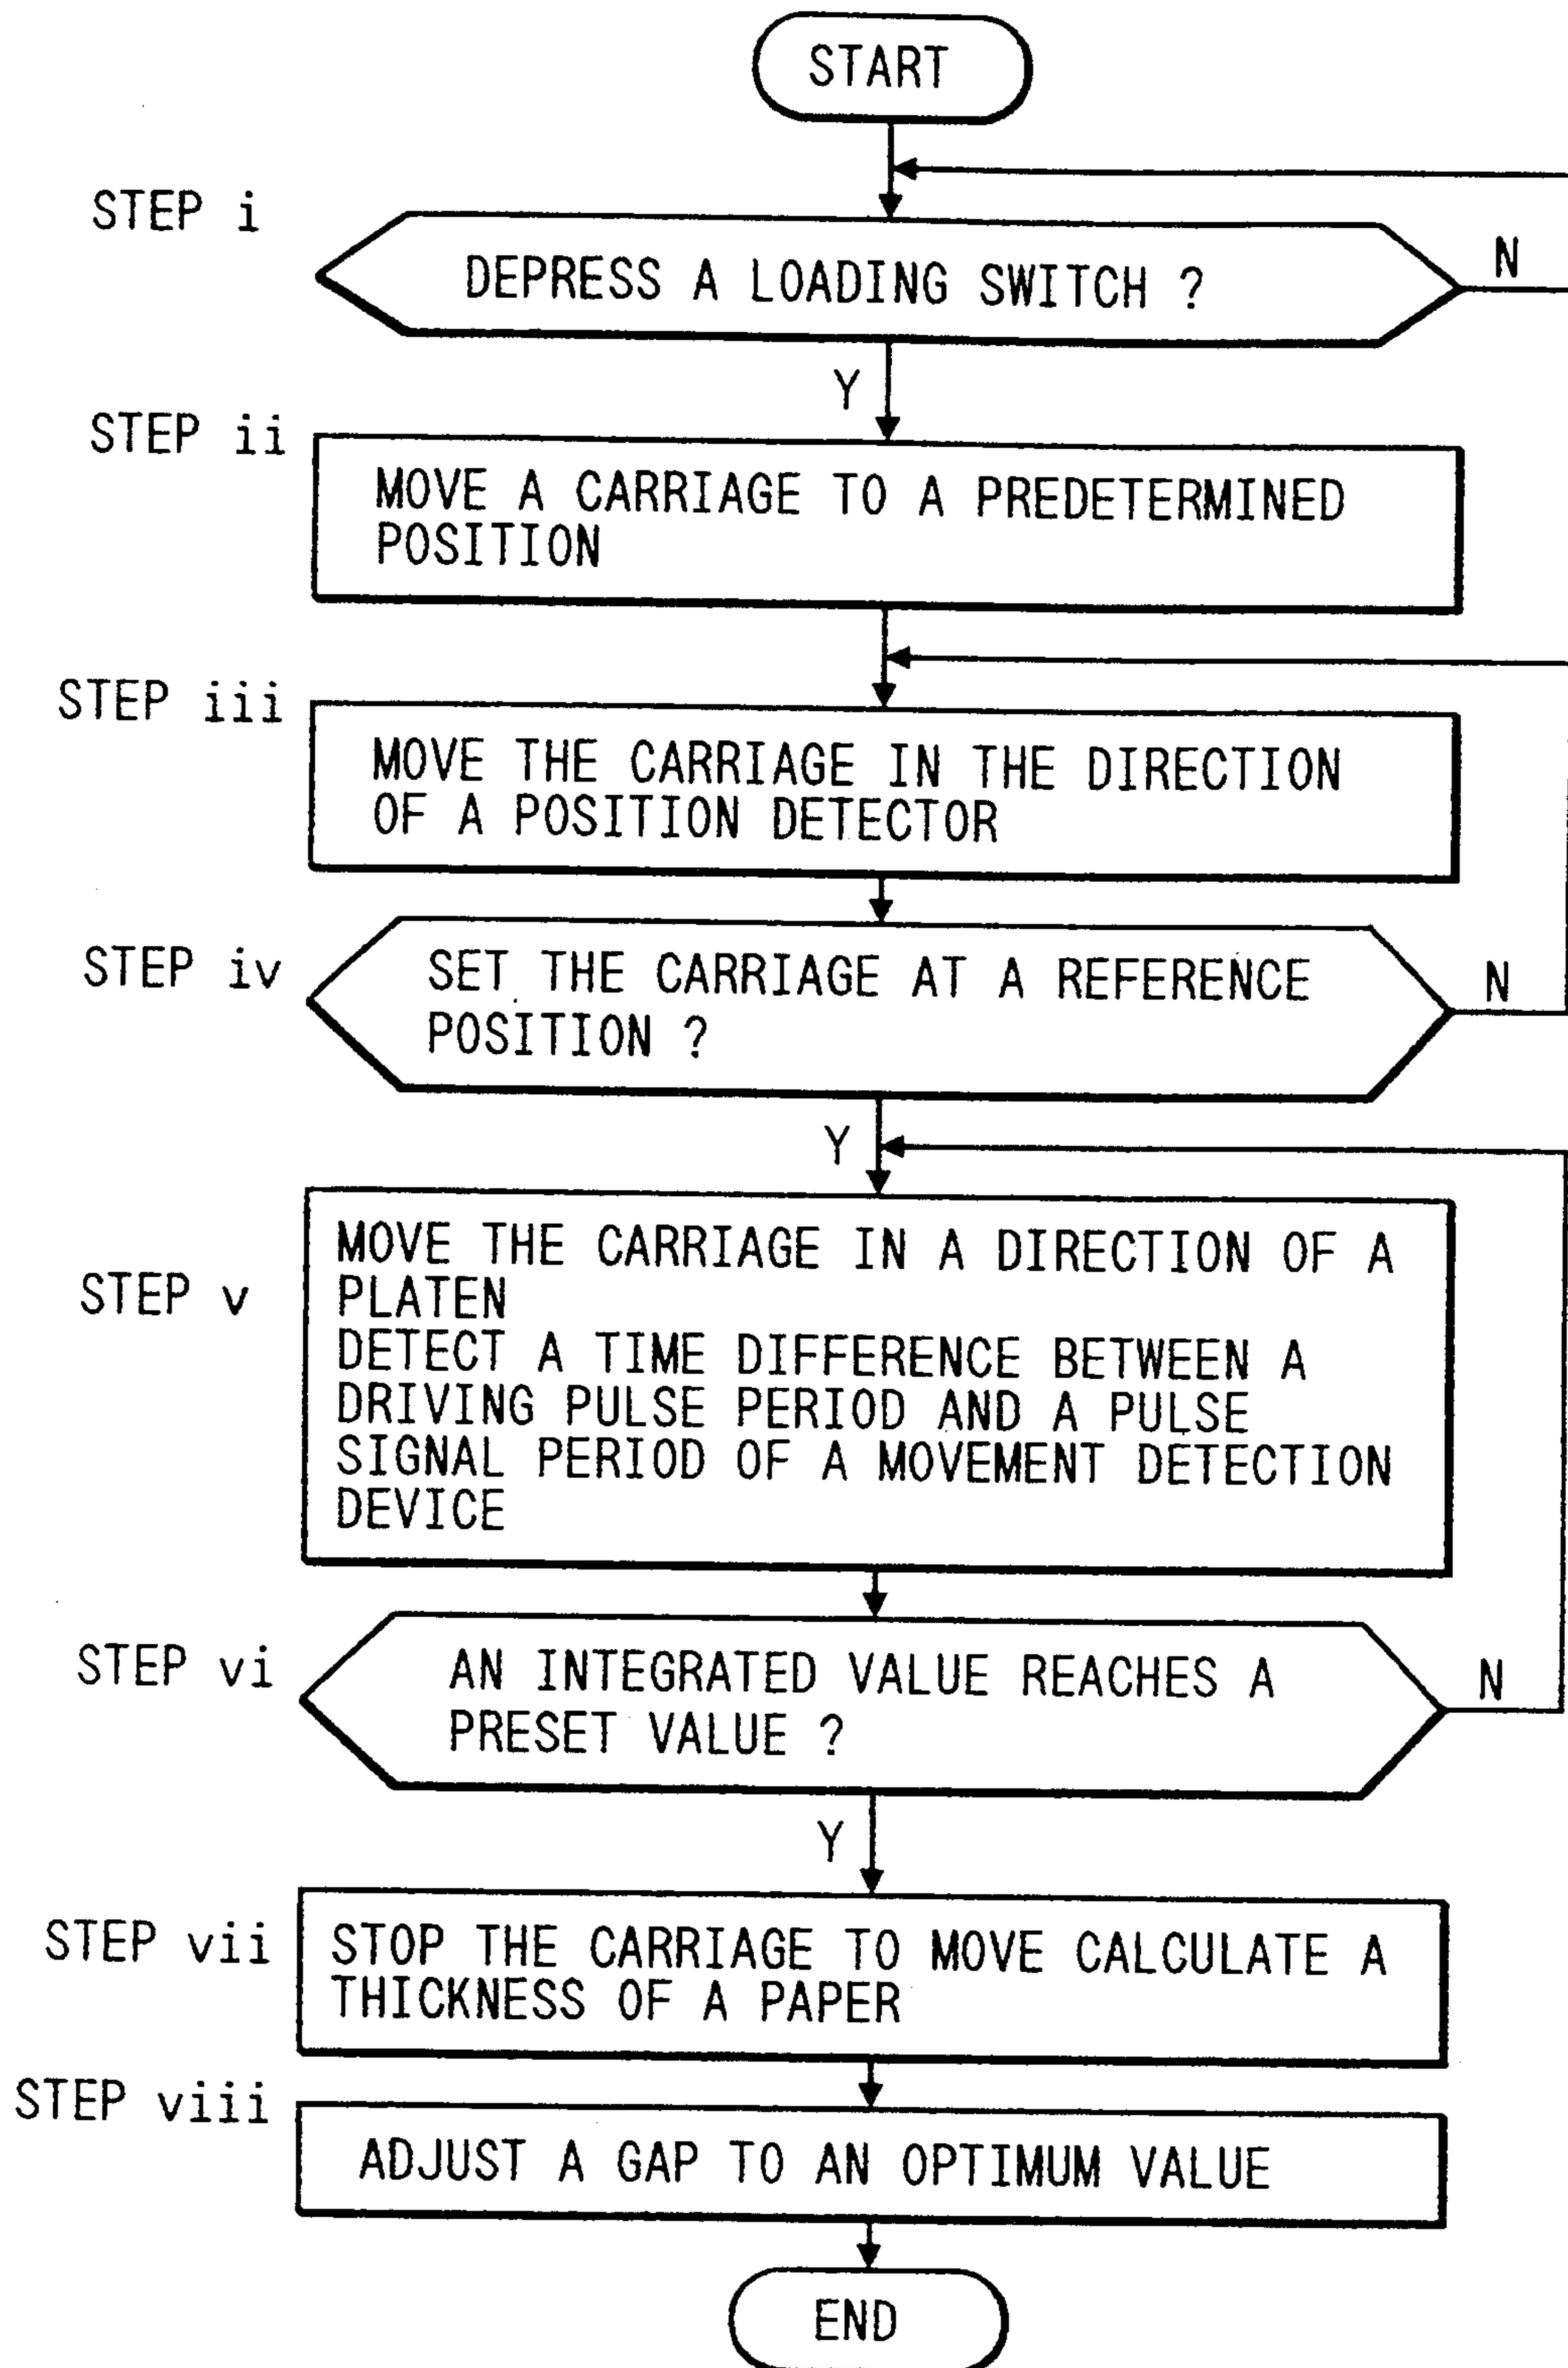 START
STEP i
DEPRESS A LOADING SWITCH ?
N
Y
STEP ii
MOVE A CARRIAGE TO A PREDETERMINED
POSITION
STEP iii
MOVE THE CARRIAGE IN THE DIRECTION
OF A POSITION DETECTOR
STEP iv
SET THE CARRIAGE AT A REFERENCE
POSITION ?
N
Y
STEP v
MOVE THE CARRIAGE IN A DIRECTION OF A
PLATEN
DETECT A TIME DIFFERENCE BETWEEN A
DRIVING PULSE PERIOD AND A PULSE
SIGNAL PERIOD OF A MOVEMENT DETECTION
DEVICE
STEP vi
AN INTEGRATED VALUE REACHES A
PRESET VALUE ?
N
Y
STEP vii
STOP THE CARRIAGE TO MOVE CALCULATE A
THICKNESS OF A PAPER
STEP viii
ADJUST A GAP TO AN OPTIMUM VALUE
END